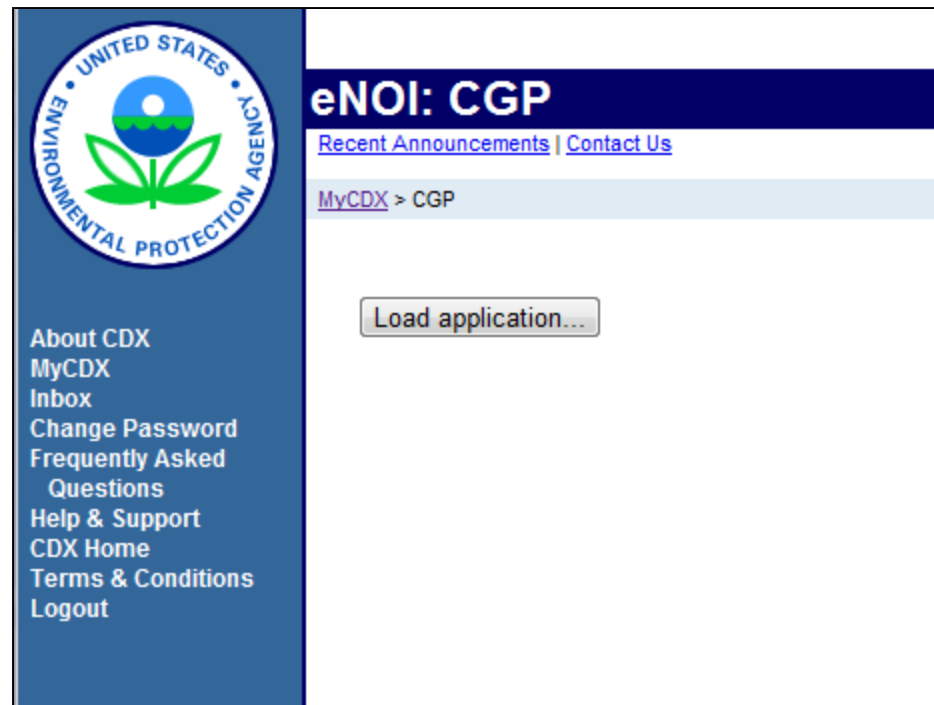 UNITED STATES
ENVIRONMENTAL PROTECTION AGENCY
eNOI: CGP
Recent Announcements | Contact Us
MyCDX > CGP
Load application...
About CDX
MyCDX
Inbox
Change Password
Frequently Asked
Questions
Help & Support
CDX Home
Terms & Conditions
Logout